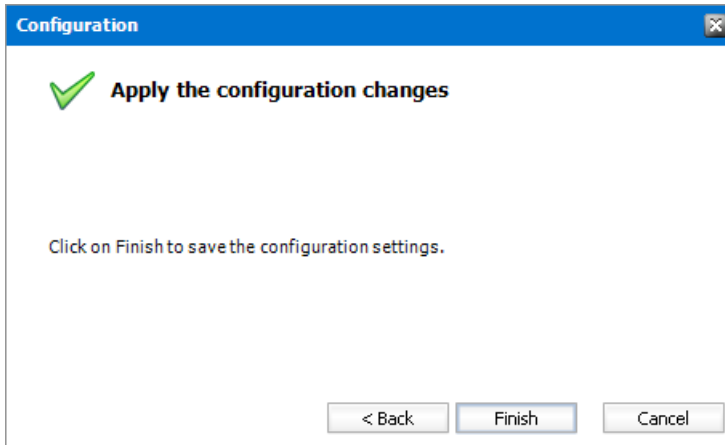 Configuration
Apply the configuration changes
Click on Finish to save the configuration settings.
< Back
Finish
Cancel